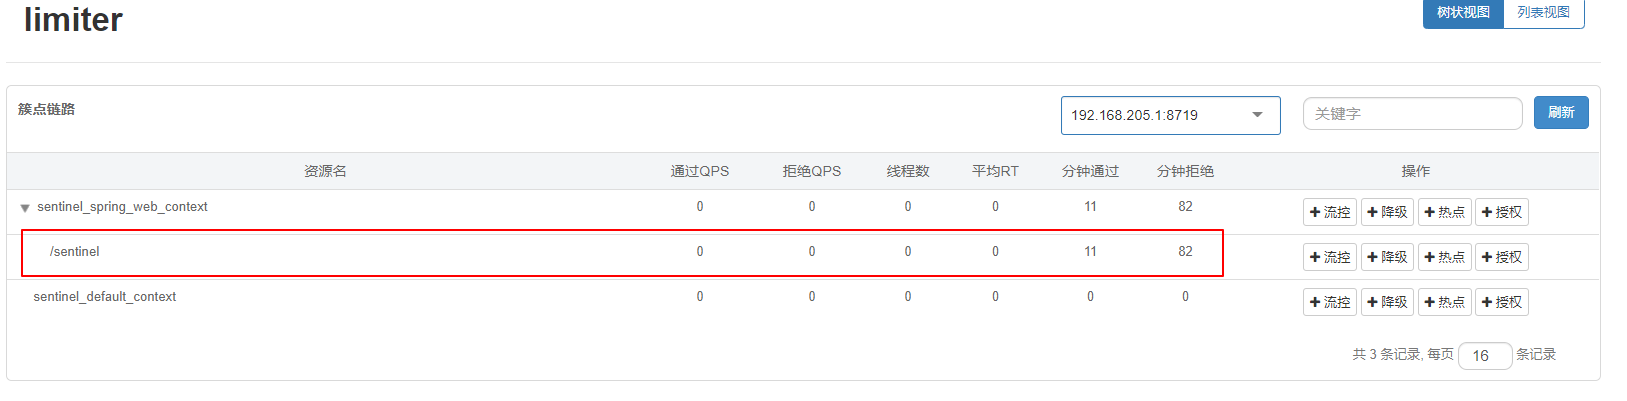 limiter
树状视图 列表视图
簇点链路 192.168.205.1:8719 关键字 刷新
资源名 通过QPS 拒绝QPS 线程数 平均RT 分钟通过 分钟拒绝 操作
sentinel_spring_web_context 0 0 0 0 11 82 +流控 +降级 +热点 +授权
/sentinel 0 0 0 0 11 82 +流控 +降级 +热点 +授权
sentinel_default_context 0 0 0 0 0 0 +流控 +降级 +热点 +授权
共 3 条记录, 每页 16 条记录